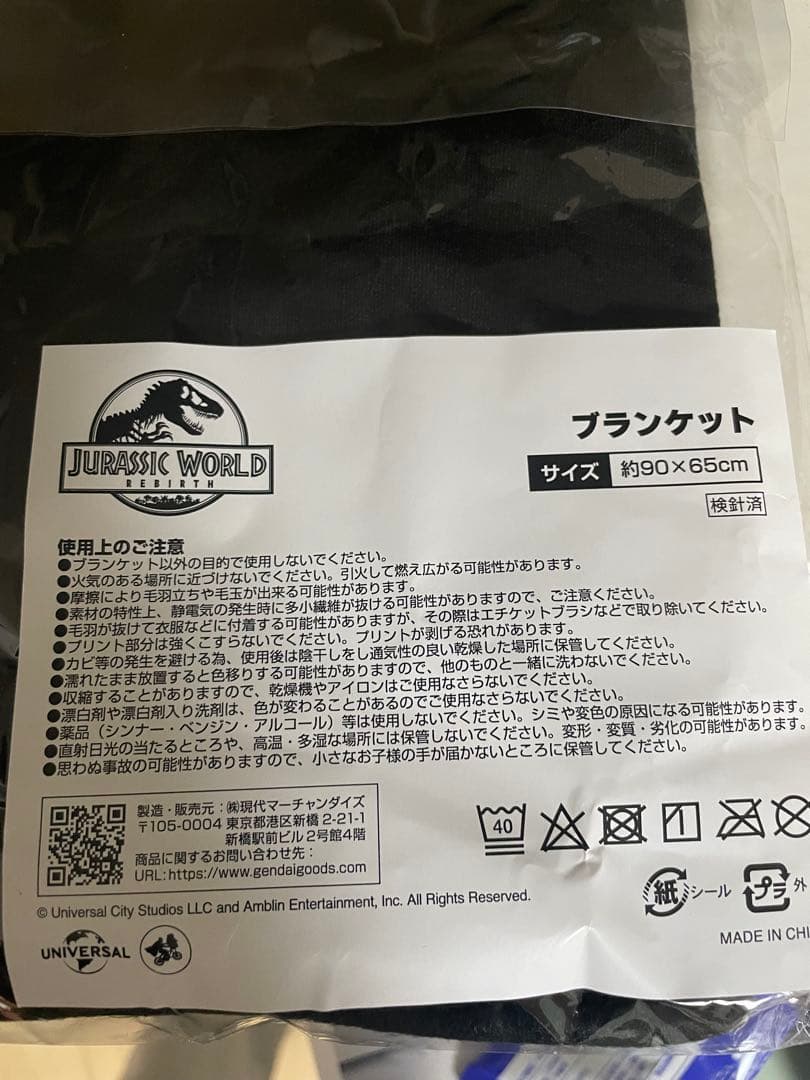 JURASSIC WORLD
REBIRTH
ブランケット
サイズ 約90×65cm
検針済
使用上のご注意
●ブランケット以外の目的で使用しないでください。
●火気のある場所に近づけないでください。引火して燃え広がる可能性があります。
●摩擦により毛羽立ちや毛玉が出来る可能性があります。
●素材の特性上、静電気の発生時に多少繊維が抜ける可能性がありますので、ご注意ください。
●毛羽が抜けて衣服などに付着する可能性がありますが、その際はエチケットブラシなどで取り除いてください。
●プリント部分は強くこすらないでください。プリントが剥げる恐れがあります。
●カビ等の発生を避ける為、使用後は陰干しをし通気性の良い乾燥した場所に保管してください。
●濡れたまま放置すると色移りする可能性がありますので、他のものと一緒に洗わないでください。
●収縮することがありますので、乾燥機やアイロンはご使用なさらないでください。
●漂白剤や漂白剤入り洗剤は、色が変わることがあるのでご使用なさらないでください。
●薬品（シンナー・ベンジン・アルコール）等は使用しないでください。シミや変色の原因になる可能性があります。
●直射日光の当たるところや、高温・多湿な場所には保管しないでください。変形・変質・劣化の可能性があります。
●思わぬ事故の可能性がありますので、小さなお子様の手が届かないところに保管してください。
製造・販売元：㈱現代マーチャンダイズ
〒105-0004 東京都港区新橋 2-21-1
新橋駅前ビル 2号館4階
商品に関するお問い合わせ先：
URL:https://www.gendaigoods.com
40
紙 シール プラ 外
© Universal City Studios LLC and Amblin Entertainment, Inc. All Rights Reserved.
UNIVERSAL
MADE IN CHI